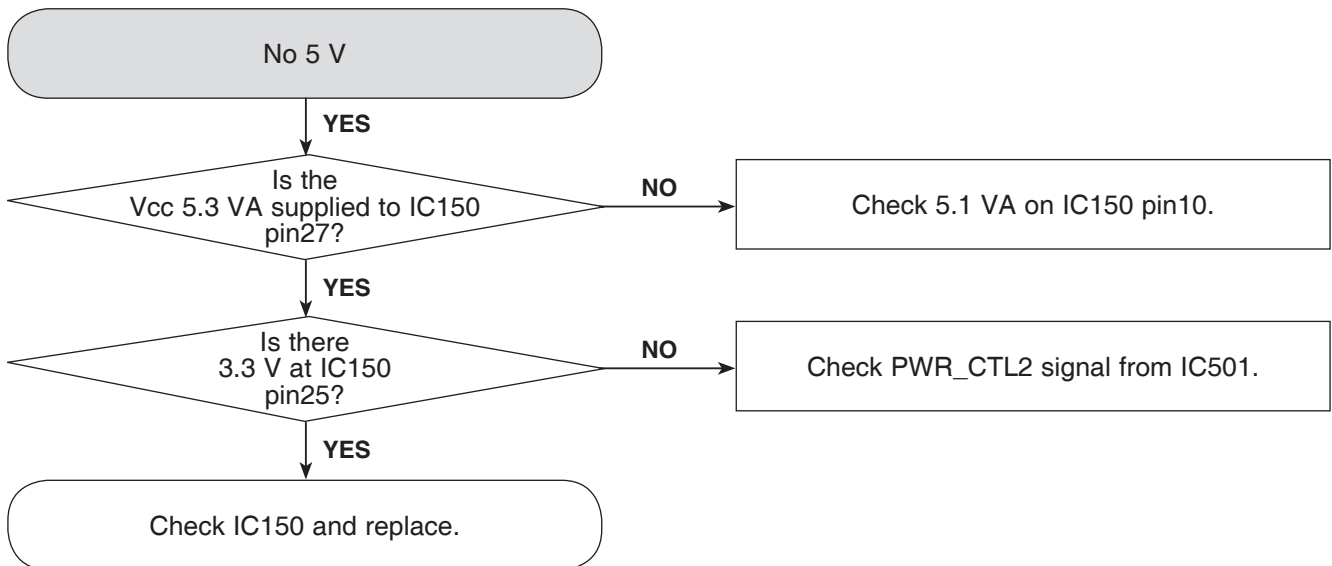 No 5 V
YES
Is the
Vcc 5.3 VA supplied to IC150
pin27?
NO
Check 5.1 VA on IC150 pin10.
YES
Is there
3.3 V at IC150
pin25?
NO
Check PWR_CTL2 signal from IC501.
YES
Check IC150 and replace.